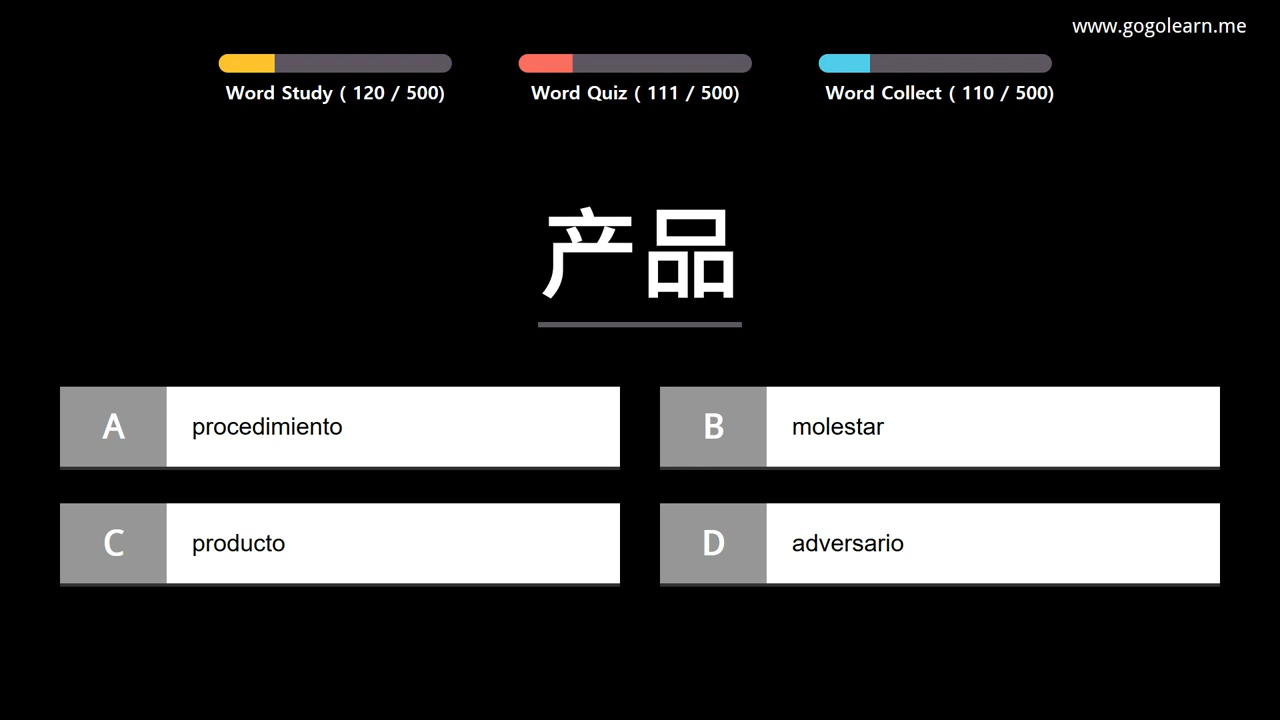 www.gogolearn.me
Word Study ( 120 / 500)
Word Quiz ( 111 / 500)
Word Collect ( 110 / 500)
产品
A procedimiento
B molestar
C producto
D adversario